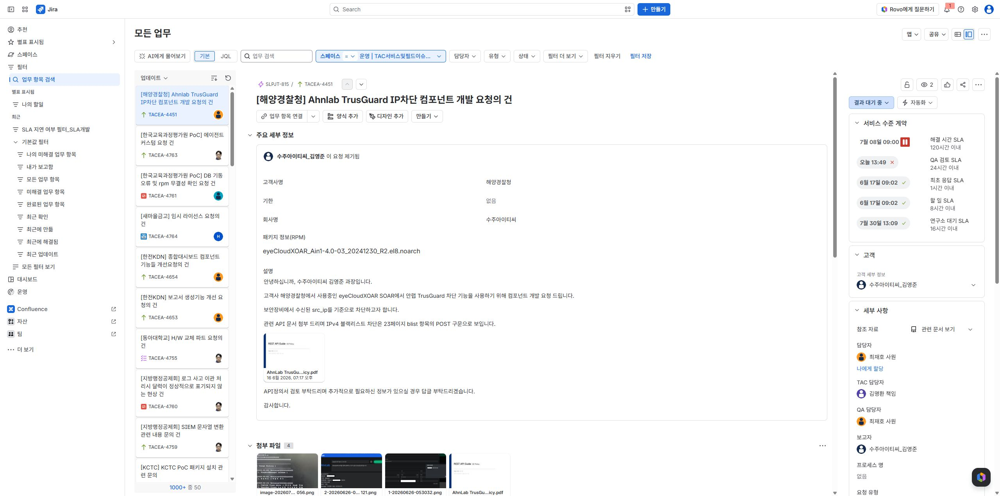 Jira
Search
만들기
Rovo에게 질문하기
1
추천
별표 표시됨
스페이스
필터
업무 항목 검색
별표 표시됨
나의 할일
최근
SLA 지연 여부 필터_SLA개발
기본값 필터
나의 미해결 업무 항목
내가 보고함
모든 업무 항목
미해결 업무 항목
완료된 업무 항목
최근 확인
최근에 만듦
최근에 해결됨
최근 업데이트
모든 필터 보기
대시보드
운영
Confluence
자산
팀
더 보기
모든 업무
앱
공유
AI에게 물어보기
기본
JQL
업무 검색
스페이스 = 운영 | TAC서비스및필드이슈...
담당자
유형
상태
필터 더 보기
필터 지우기
필터 저장
업데이트
[해양경찰청] Ahnlab TrusGuard
IP차단 컴포넌트 개발 요청의 건
TACEA-4451
[한국교육과정평가원 PoC] 에이전트
커스텀 요청 건
TACEA-4763
[한국교육과정평가원 PoC] DB 기동
오류 및 rpm 무결성 확인 요청 건
TACEA-4761
[새마을금고] 임시 라이선스 요청의
건
TACEA-4764
H
[한전KDN] 종합대시보드 컴포넌트
기능들 개선요청의 건
TACEA-4654
[한전KDN] 보고서 생성기능 개선 요
청의 건
TACEA-4653
[동아대학교] H/W 교체 파트 요청의
건
TACEA-4755
[지방행정공제회] 로그 사고 이관 처
리시 달력이 정상적으로 표기되지 않
는 현상 건
TACEA-4760
[지방행정공제회] SIEM 문자열 변환
관련 내용 문의 건
TACEA-4759
[KCTC] KCTC PoC 패키지 설치 관
련 문의
1000+ 중 50
SLPJT-815 / TACEA-4451
[해양경찰청] Ahnlab TrusGuard IP차단 컴포넌트 개발 요청의 건
업무 항목 연결
양식 추가
디자인 추가
만들기
주요 세부 정보
수주아이티씨_김영준 이 요청 제기됨
고객사명
해양경찰청
기한
없음
회사명
수주아이티씨
패키지 정보(RPM)
eyeCloudXOAR_Ain1-4.0-03_20241230_R2.el8.noarch
설명
안녕하십니까, 수주아이티씨 김영준 과장입니다.
고객사 해양경찰청에서 사용중인 eyeCloudXOAR SOAR에서 안랩 TrusGuard 차단 기능을 사용하기 위해 컴포넌트 개발 요청 드립니다.
보안장비에서 수신된 src_ip를 기준으로 차단하고자 합니다.
관련 API 문서 첨부 드리며 IPv4 블랙리스트 차단은 23페이지 blist 항목의 POST 구문으로 보입니다.
REST API Guide
AhnLab TrusGu...icy.pdf
16 6월 2026, 07:17 오후
API정의서 검토 부탁드리며 추가적으로 필요하신 정보가 있으실 경우 답글 부탁드리겠습니다.
감사합니다.
첨부 파일 4
REST API Guide
image-202607... 056.png
2-20260626-0... 121.png
1-20260626-053032.png
AhnLab TrusGu...icy.pdf
2
결과 대기 중
자동화
서비스 수준 계약
7월 08일 09:00
해결 시간 SLA
120시간 이내
오늘 13:49
QA 검토 SLA
24시간 이내
6월 17일 09:02
최초 응답 SLA
1시간 이내
6월 17일 09:02
할 일 SLA
8시간 이내
7월 30일 13:09
연구소 대기 SLA
16시간 이내
고객
고객 세부 정보
수주아이티씨_김영준
세부 사항
참조 자료
관련 문서 보기
담당자
최재호 사원
나에게 할당
TAC 담당자
김명환 책임
QA 담당자
최재호 사원
보고자
수주아이티씨_김영준
프로세스 명
없음
요청 유형